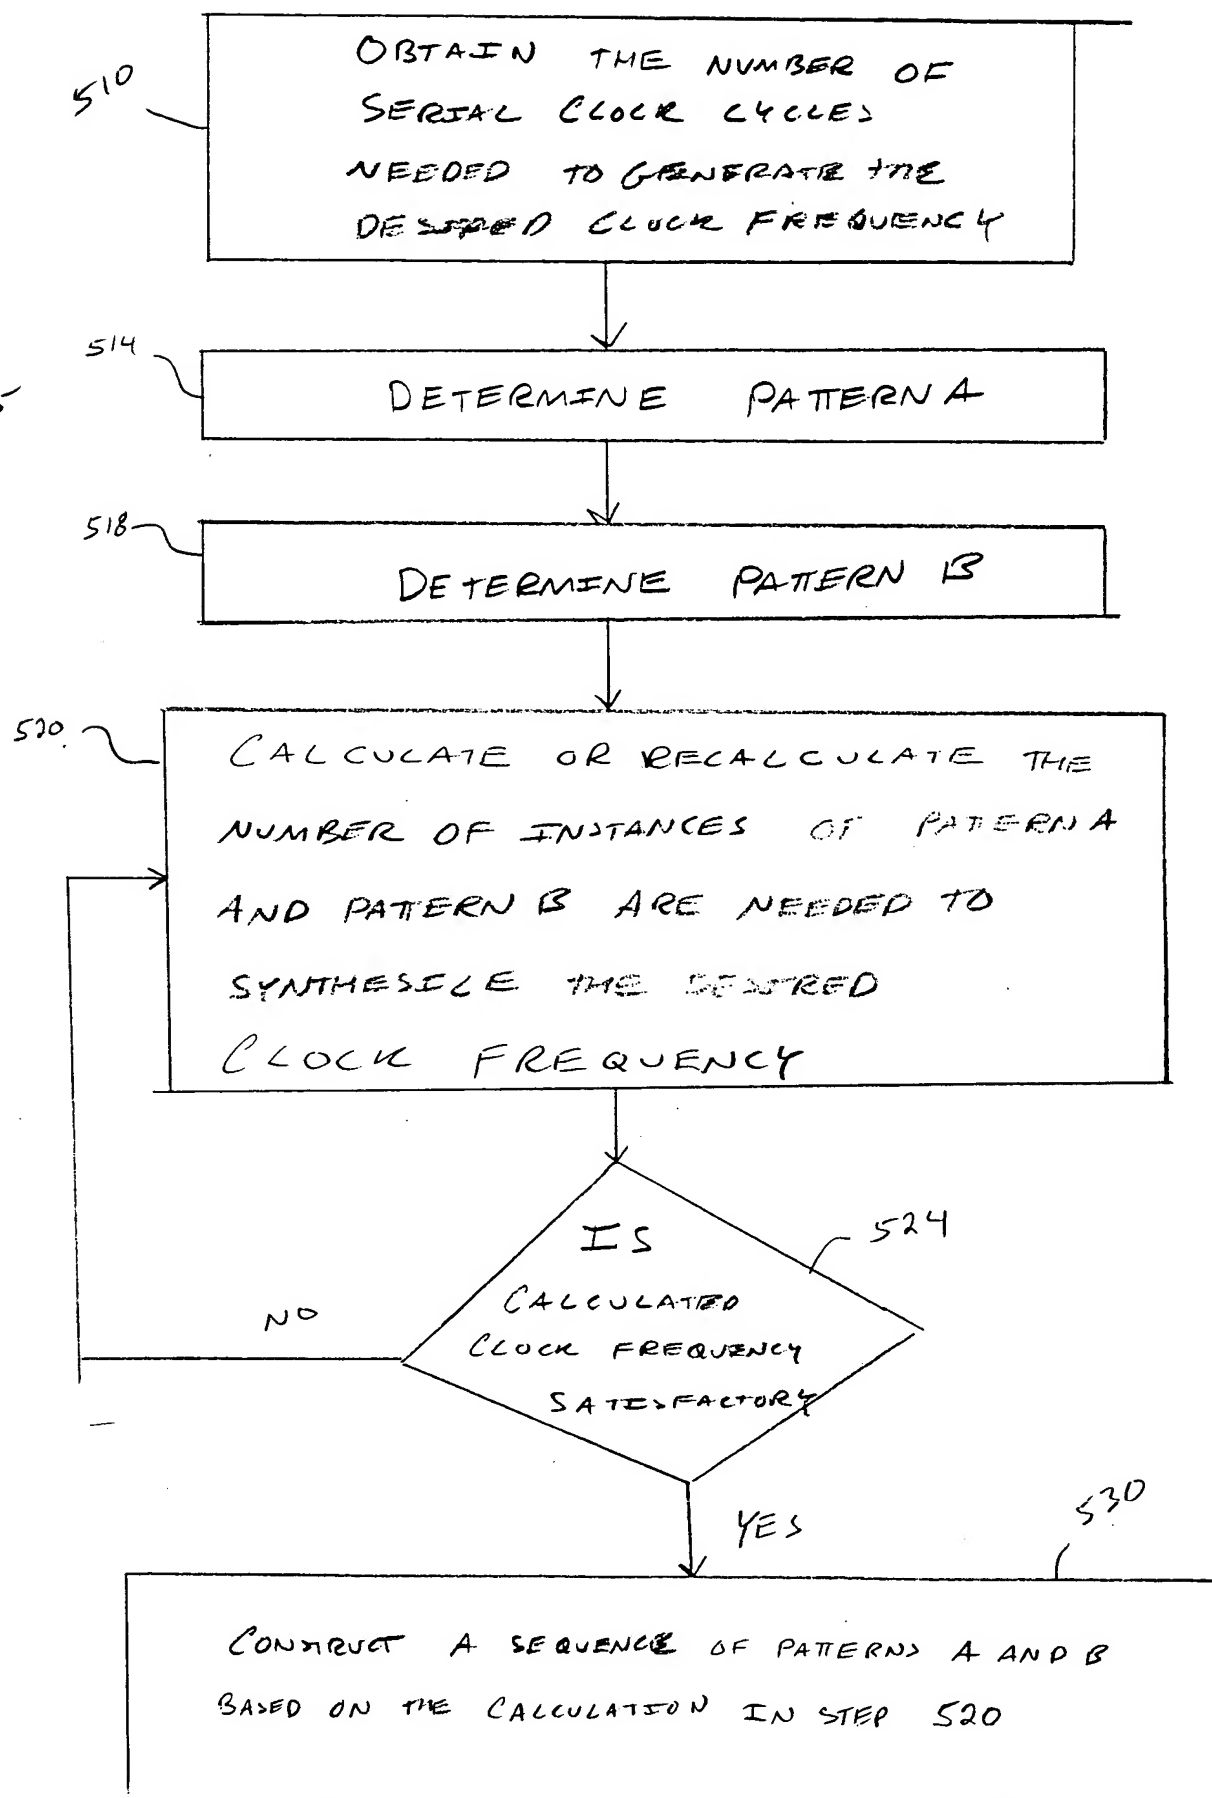 510
OBTAIN THE NUMBER OF
SERIAL CLOCK CYCLES
NEEDED TO GENERATE THE
DESIRED CLOCK FREQUENCY
514
DETERMINE PATTERN A
5
518
DETERMINE PATTERN B
520
CALCULATE OR RECALCULATE THE
NUMBER OF INSTANCES OF PATTERN A
AND PATTERN B ARE NEEDED TO
SYNTHESIZE THE DESIRED
CLOCK FREQUENCY
524
IS
CALCULATED
CLOCK FREQUENCY
SATISFACTORY
NO
YES
530
CONSTRUCT A SEQUENCE OF PATTERNS A AND B
BASED ON THE CALCULATION IN STEP 520